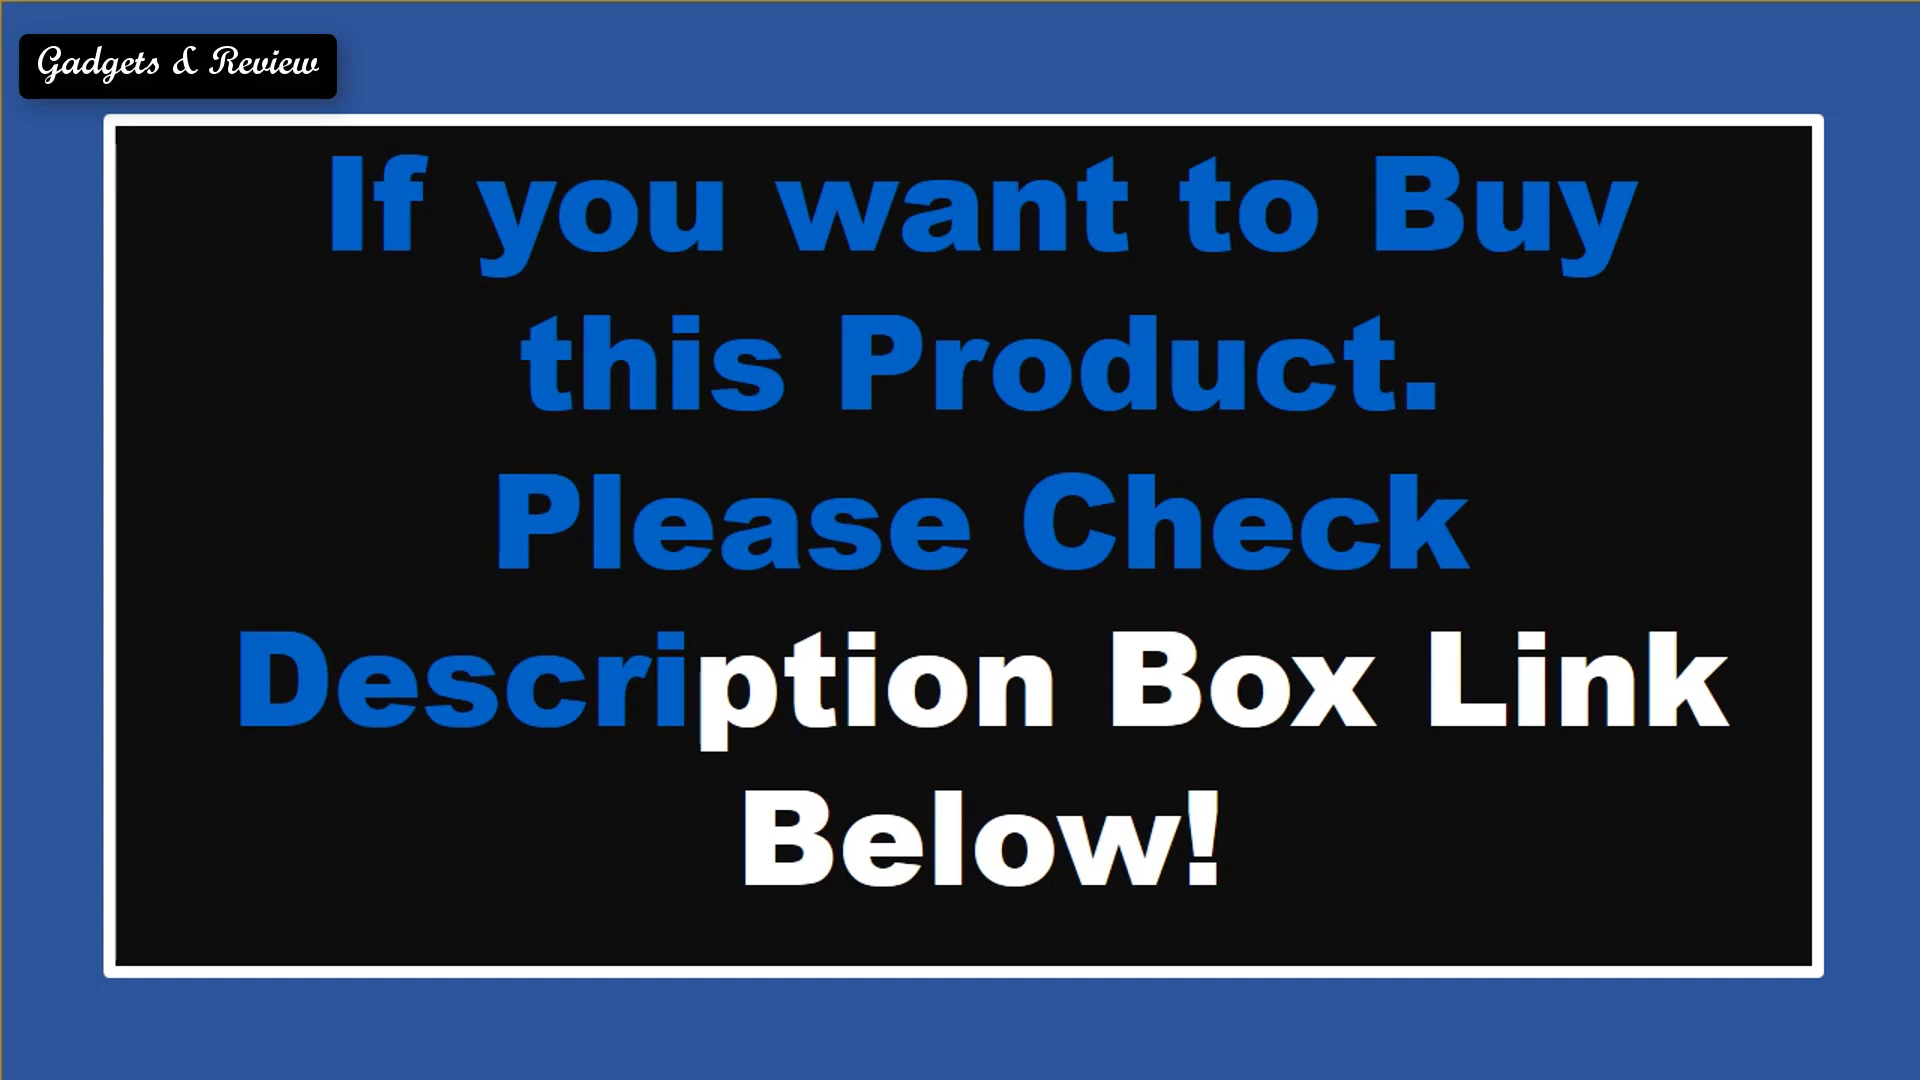 Gadgets & Review
If you want to Buy
this Product.
Please Check
Description Box Link
Below!